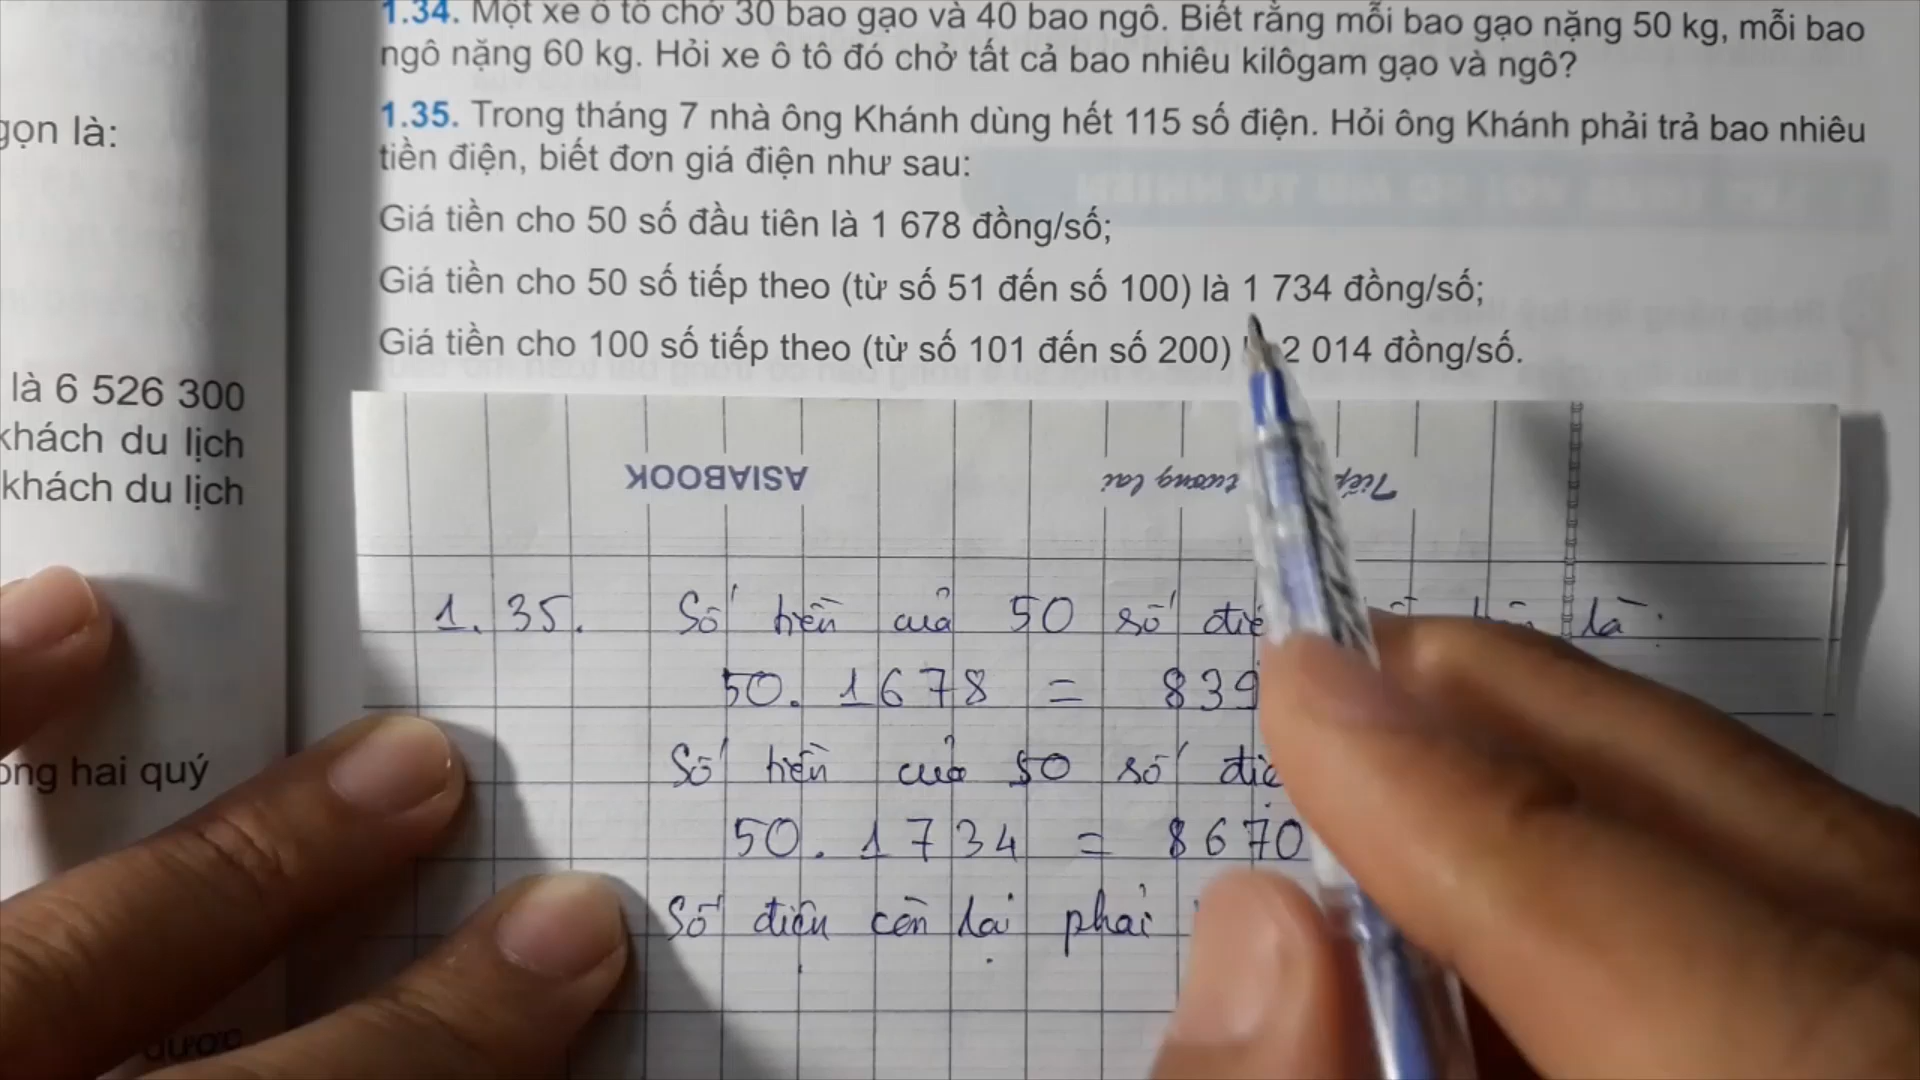 1.34. Một xe ô tô chở 30 bao gạo và 40 bao ngô. Biết rằng mỗi bao gạo nặng 50 kg, mỗi bao
ngô nặng 60 kg. Hỏi xe ô tô đó chở tất cả bao nhiêu kilôgam gạo và ngô?
1.35. Trong tháng 7 nhà ông Khánh dùng hết 115 số điện. Hỏi ông Khánh phải trả bao nhiêu
tiền điện, biết đơn giá điện như sau:
Giá tiền cho 50 số đầu tiên là 1 678 đồng/số;
Giá tiền cho 50 số tiếp theo (từ số 51 đến số 100) là 1 734 đồng/số;
Giá tiền cho 100 số tiếp theo (từ số 101 đến số 200) 2 014 đồng/số.
gọn là:
là 6 526 300
khách du lịch
khách du lịch
ong hai quý
được
ASIABOOK
Tiếp tương lai
1.35. Số tiền của 50 số là:
50. 1678 = 839
Số tiền của 50 số
50. 1734 = 8670
Số điện còn lại phải